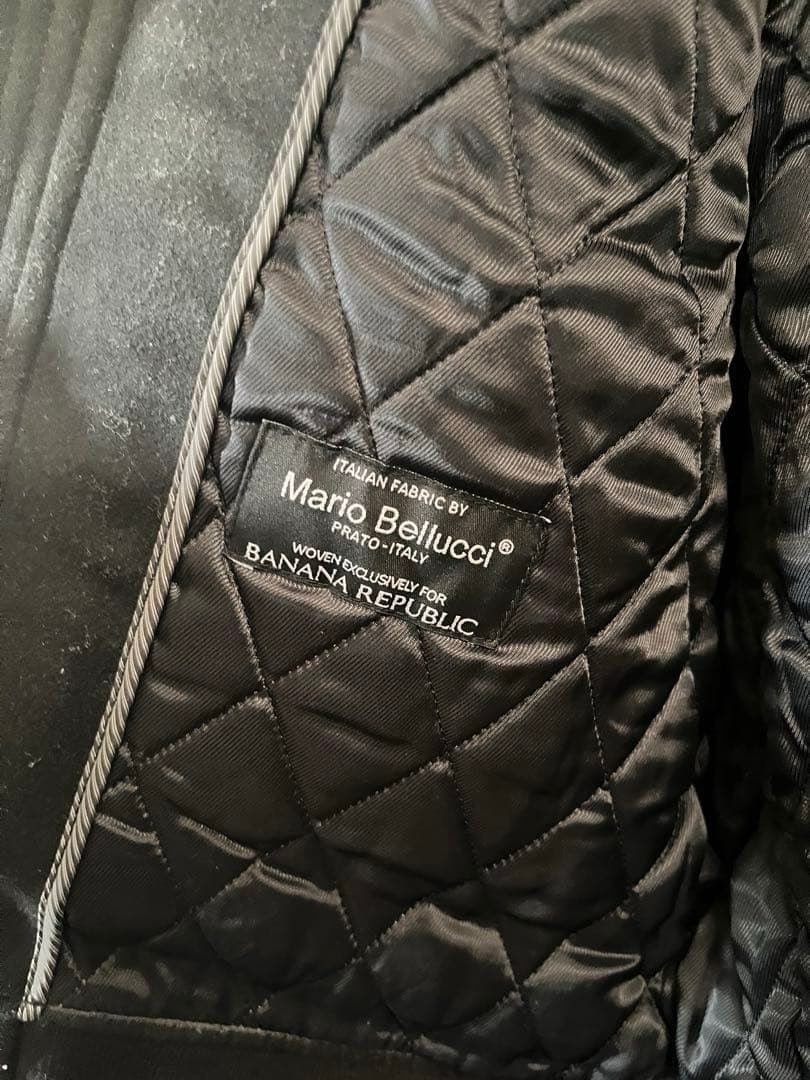 ITALIAN FABRIC BY
Mario Bellucci®
PRATO-ITALY
WOVEN EXCLUSIVELY FOR
BANANA REPUBLIC